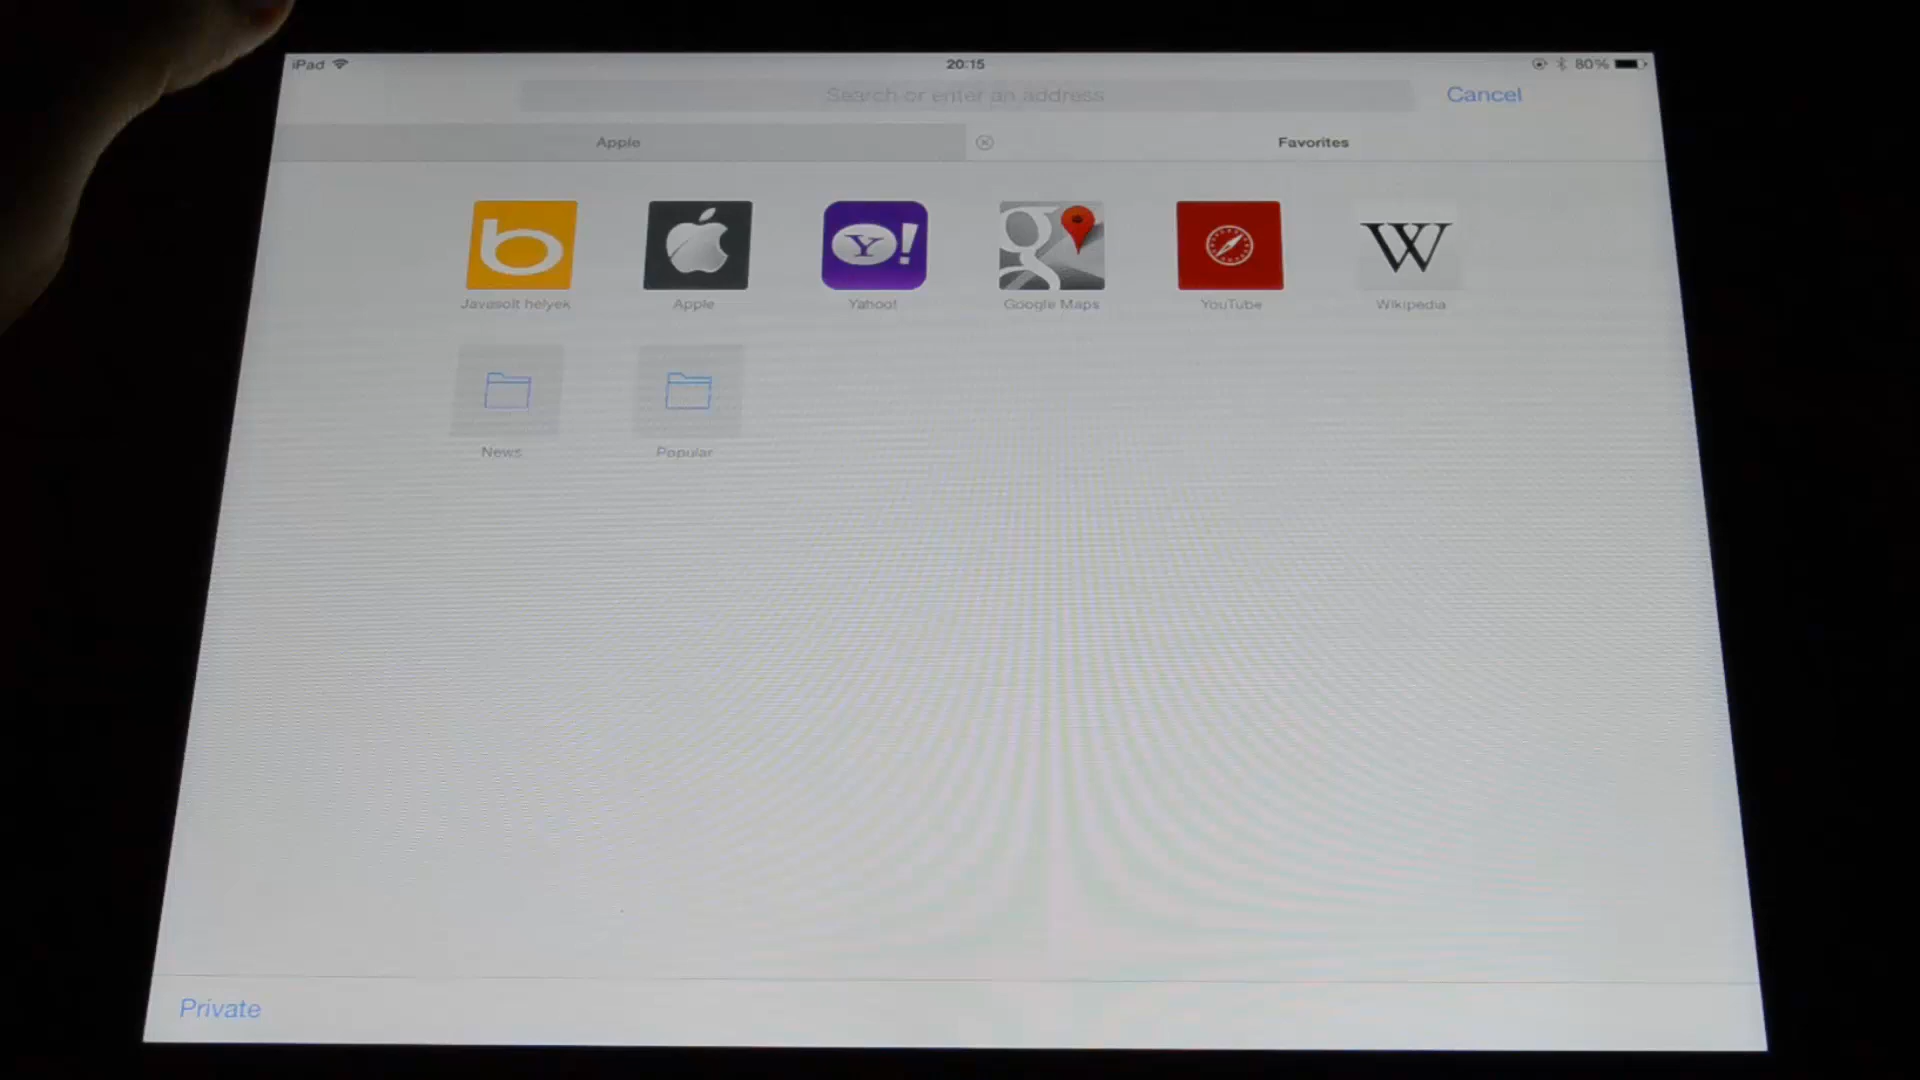 iPad 20:15 80%
Search or enter an address Cancel
Apple Favorites
b Y! g W
Javasolt helyek Apple Yahoo! Google Maps YouTube Wikipedia
News Popular
Private